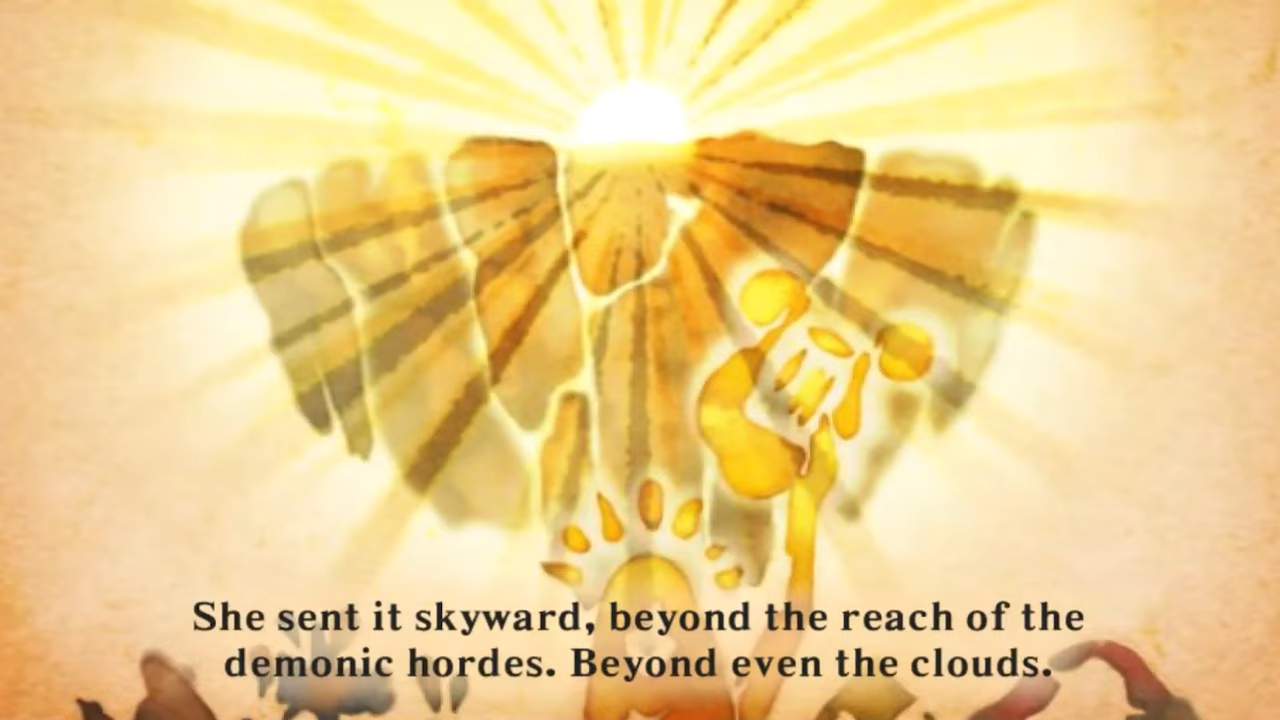 She sent it skyward, beyond the reach of the
demonic hordes. Beyond even the clouds.